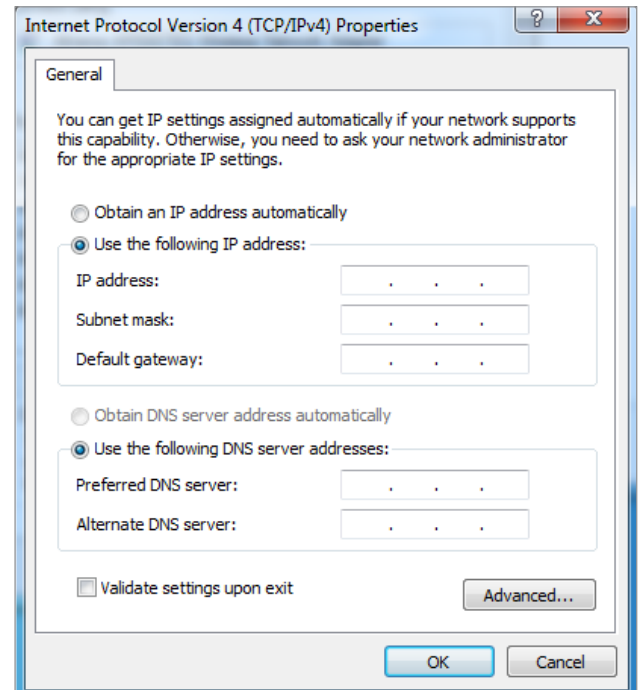 Internet Protocol Version 4 (TCP/IPv4) Properties
General
You can get IP settings assigned automatically if your network supports
this capability. Otherwise, you need to ask your network administrator
for the appropriate IP settings.
Obtain an IP address automatically
Use the following IP address:
IP address:
. . .
Subnet mask:
. . .
Default gateway:
. . .
Obtain DNS server address automatically
Use the following DNS server addresses:
Preferred DNS server:
. . .
Alternate DNS server:
. . .
Validate settings upon exit
Advanced...
OK
Cancel